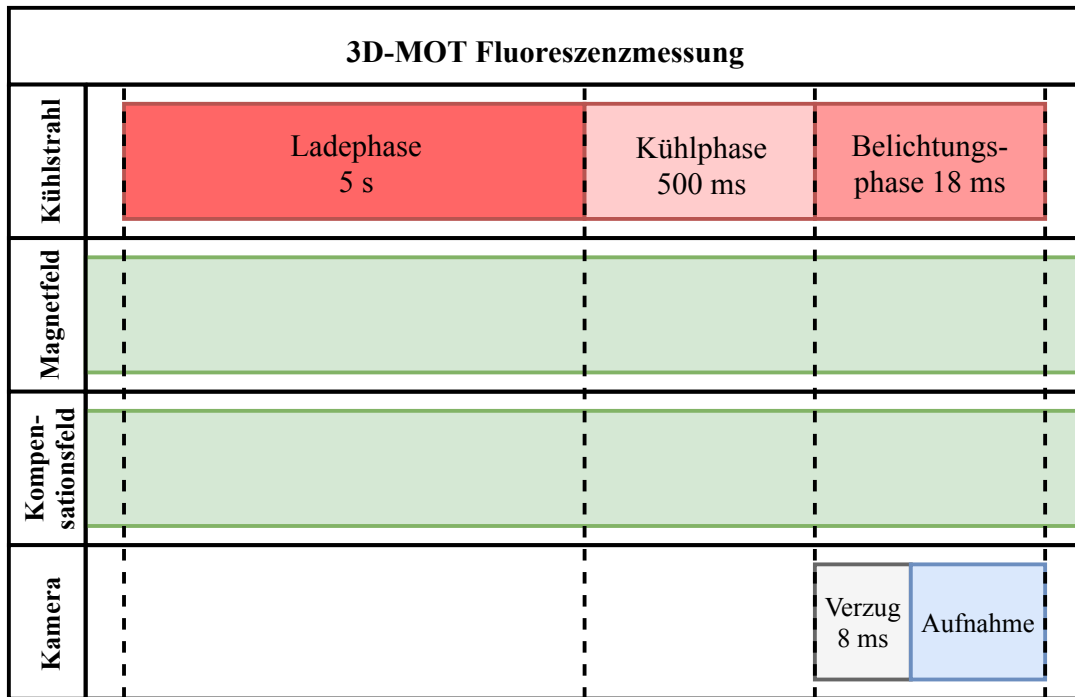 3D-MOT Fluoreszenzmessung
Kühlstrahl
Ladephase
5 s
Kühlphase
500 ms
Belichtungs-
phase 18 ms
Magnetfeld
Kompen-
sationsfeld
Kamera
Verzug
8 ms
Aufnahme